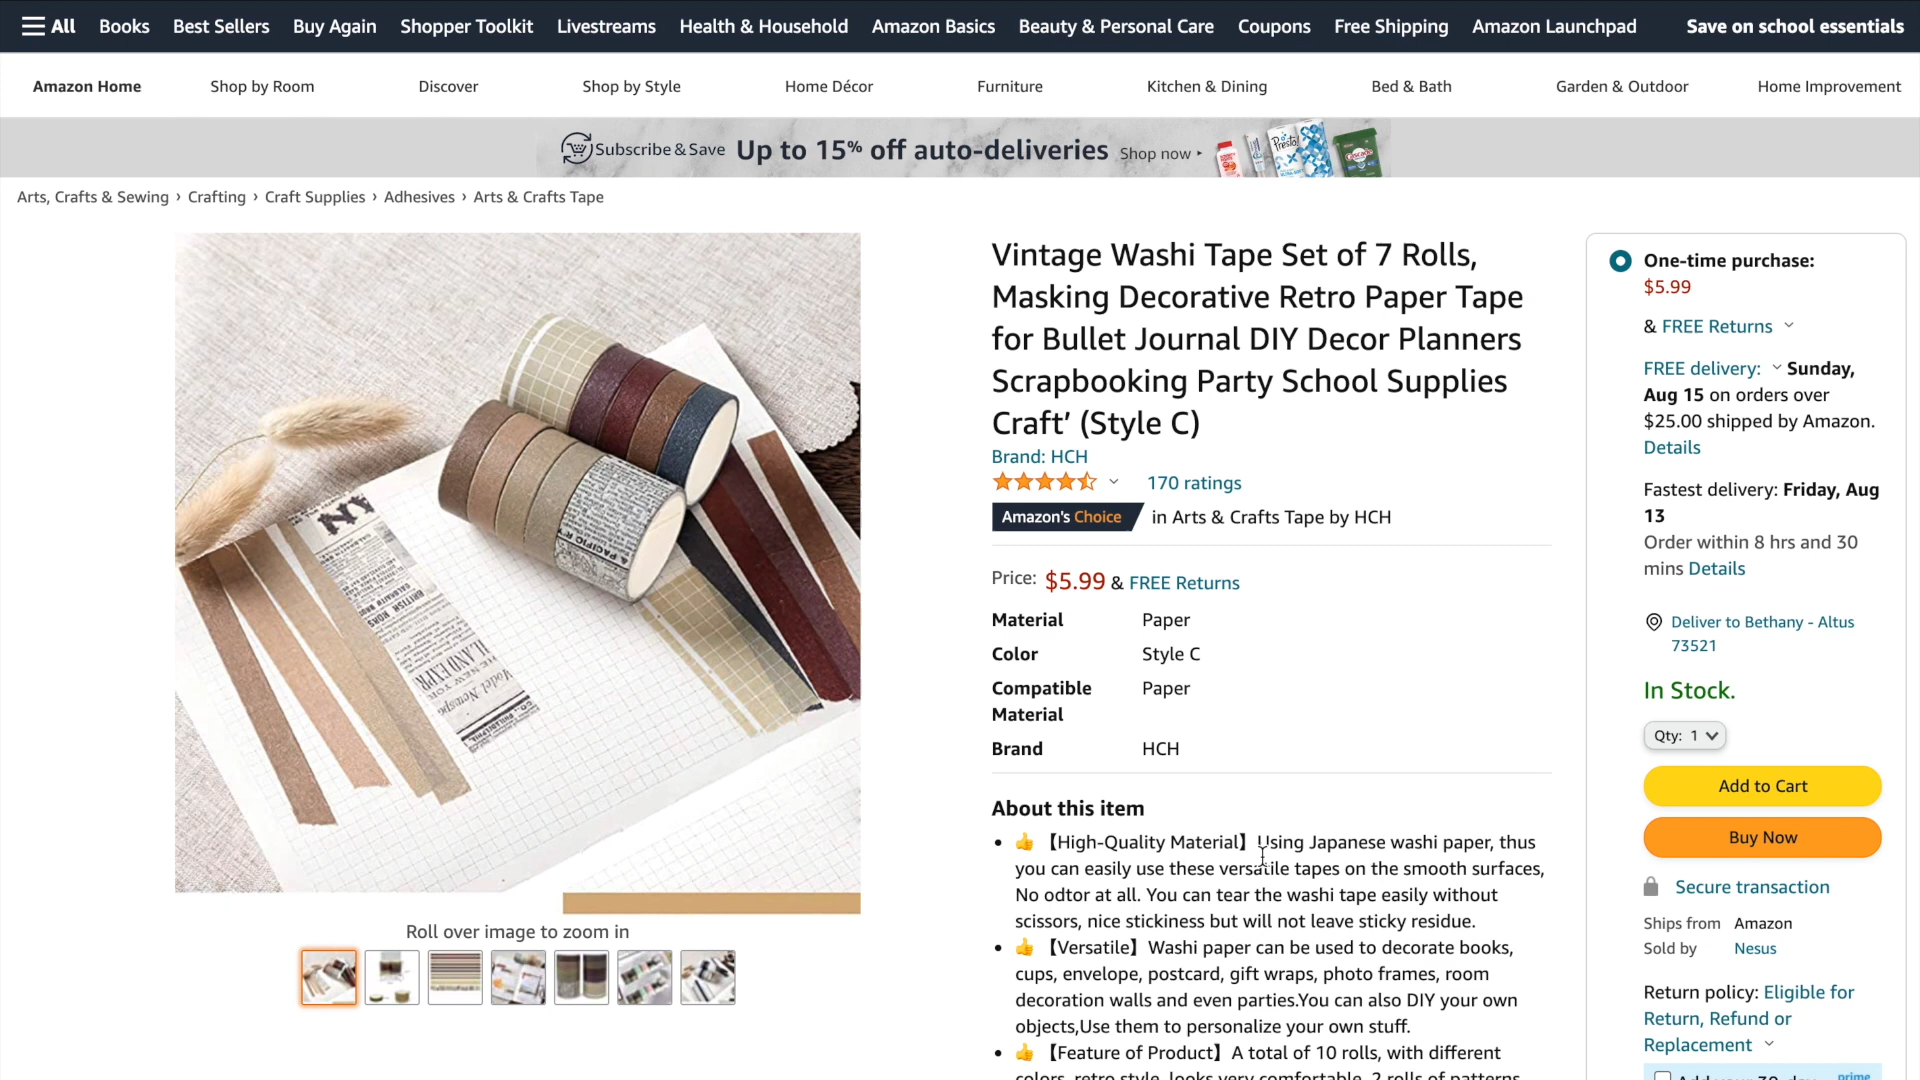 All Books Best Sellers Buy Again Shopper Toolkit Livestreams Health & Household Amazon Basics Beauty & Personal Care Coupons Free Shipping Amazon Launchpad Save on school essentials
Amazon Home Shop by Room Discover Shop by Style Home Décor Furniture Kitchen & Dining Bed & Bath Garden & Outdoor Home Improvement
Subscribe & Save Up to 15% off auto-deliveries Shop now ▸ Presto! Cascade
Arts, Crafts & Sewing › Crafting › Craft Supplies › Adhesives › Arts & Crafts Tape
NY
BRITISH HORS
PACIFIC
Roll over image to zoom in
Vintage Washi Tape Set of 7 Rolls,
Masking Decorative Retro Paper Tape
for Bullet Journal DIY Decor Planners
Scrapbooking Party School Supplies
Craft’ (Style C)
Brand: HCH
170 ratings
Amazon's Choice in Arts & Crafts Tape by HCH
Price: $5.99 & FREE Returns
Material Paper
Color Style C
Compatible Paper
Material
Brand HCH
About this item
• 👍 【High-Quality Material】Using Japanese washi paper, thus
you can easily use these versatile tapes on the smooth surfaces,
No odtor at all. You can tear the washi tape easily without
scissors, nice stickiness but will not leave sticky residue.
• 👍 【Versatile】Washi paper can be used to decorate books,
cups, envelope, postcard, gift wraps, photo frames, room
decoration walls and even parties.You can also DIY your own
objects,Use them to personalize your own stuff.
• 👍 【Feature of Product】A total of 10 rolls, with different
colors, retro style, looks very comfortable. 2 rolls of patterns
One-time purchase:
$5.99
& FREE Returns
FREE delivery: Sunday,
Aug 15 on orders over
$25.00 shipped by Amazon.
Details
Fastest delivery: Friday, Aug
13
Order within 8 hrs and 30
mins Details
Deliver to Bethany - Altus
73521
In Stock.
Qty: 1
Add to Cart
Buy Now
Secure transaction
Ships from Amazon
Sold by Nesus
Return policy: Eligible for
Return, Refund or
Replacement
prime